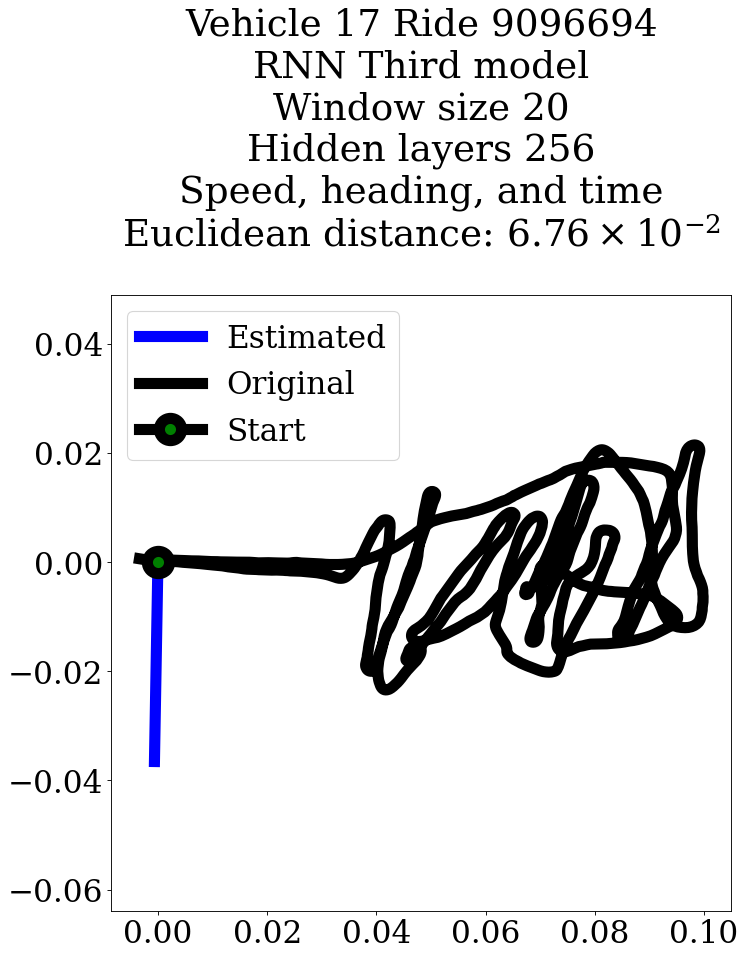 Vehicle 17 Ride 9096694
RNN Third model
Window size 20
Hidden layers 256
Speed, heading, and time
Euclidean distance: 6.76 × 10⁻²
Estimated
Original
Start
0.04
0.02
0.00
−0.02
−0.04
−0.06
0.00 0.02 0.04 0.06 0.08 0.10